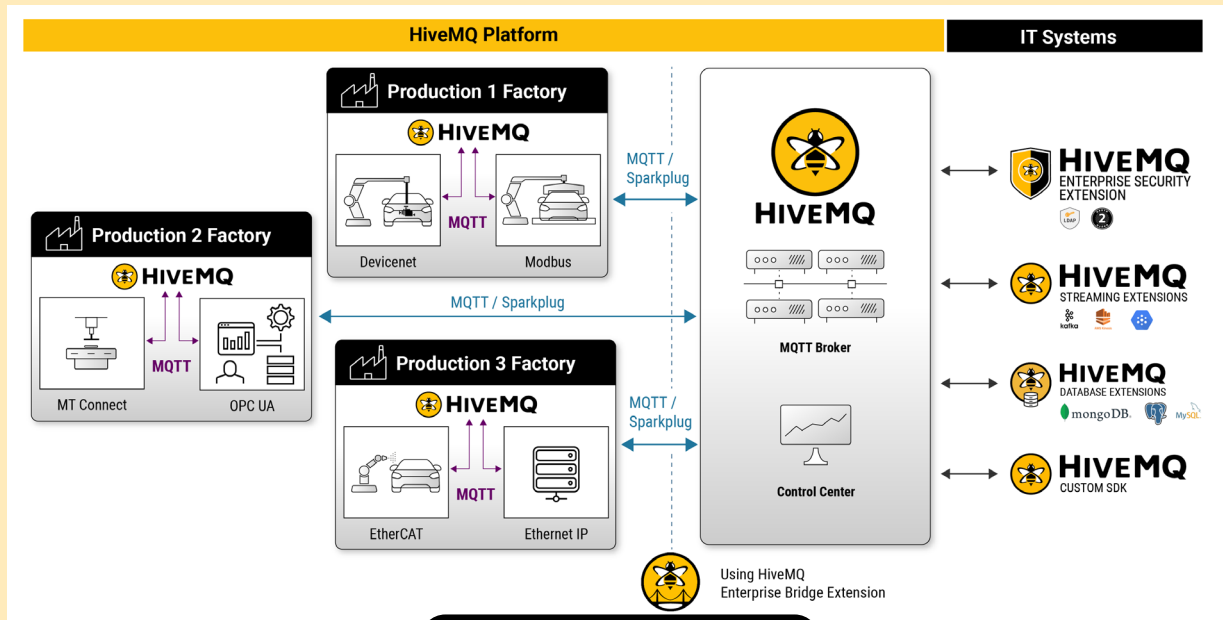 HiveMQ Platform
IT Systems
Production 1 Factory
HIVEMQ
MQTT
Devicenet
Modbus
MQTT /
Sparkplug
Production 2 Factory
HIVEMQ
MQTT
MT Connect
OPC UA
MQTT / Sparkplug
Production 3 Factory
HIVEMQ
MQTT
EtherCAT
Ethernet IP
MQTT /
Sparkplug
HIVEMQ
MQTT Broker
Control Center
Using HiveMQ
Enterprise Bridge Extension
HIVEMQ
ENTERPRISE SECURITY
EXTENSION
LDAP
2
HIVEMQ
STREAMING EXTENSIONS
kafka
HIVEMQ
DATABASE EXTENSIONS
mongoDB.
MySQL
HIVEMQ
CUSTOM SDK